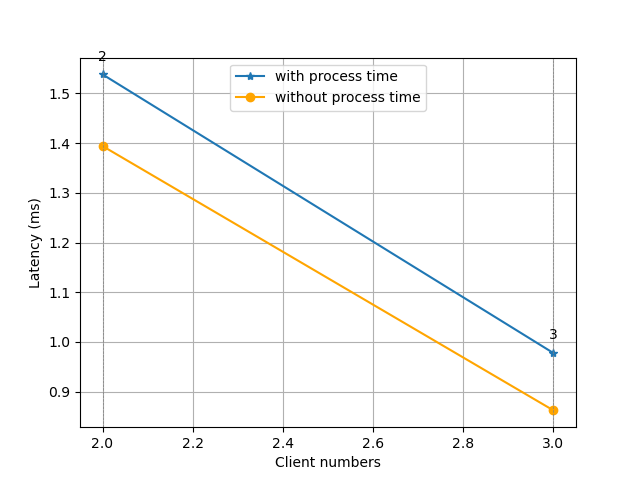 2
with process time
without process time
3
1.5
1.4
1.3
1.2
1.1
1.0
0.9
Latency (ms)
2.0 2.2 2.4 2.6 2.8 3.0
Client numbers